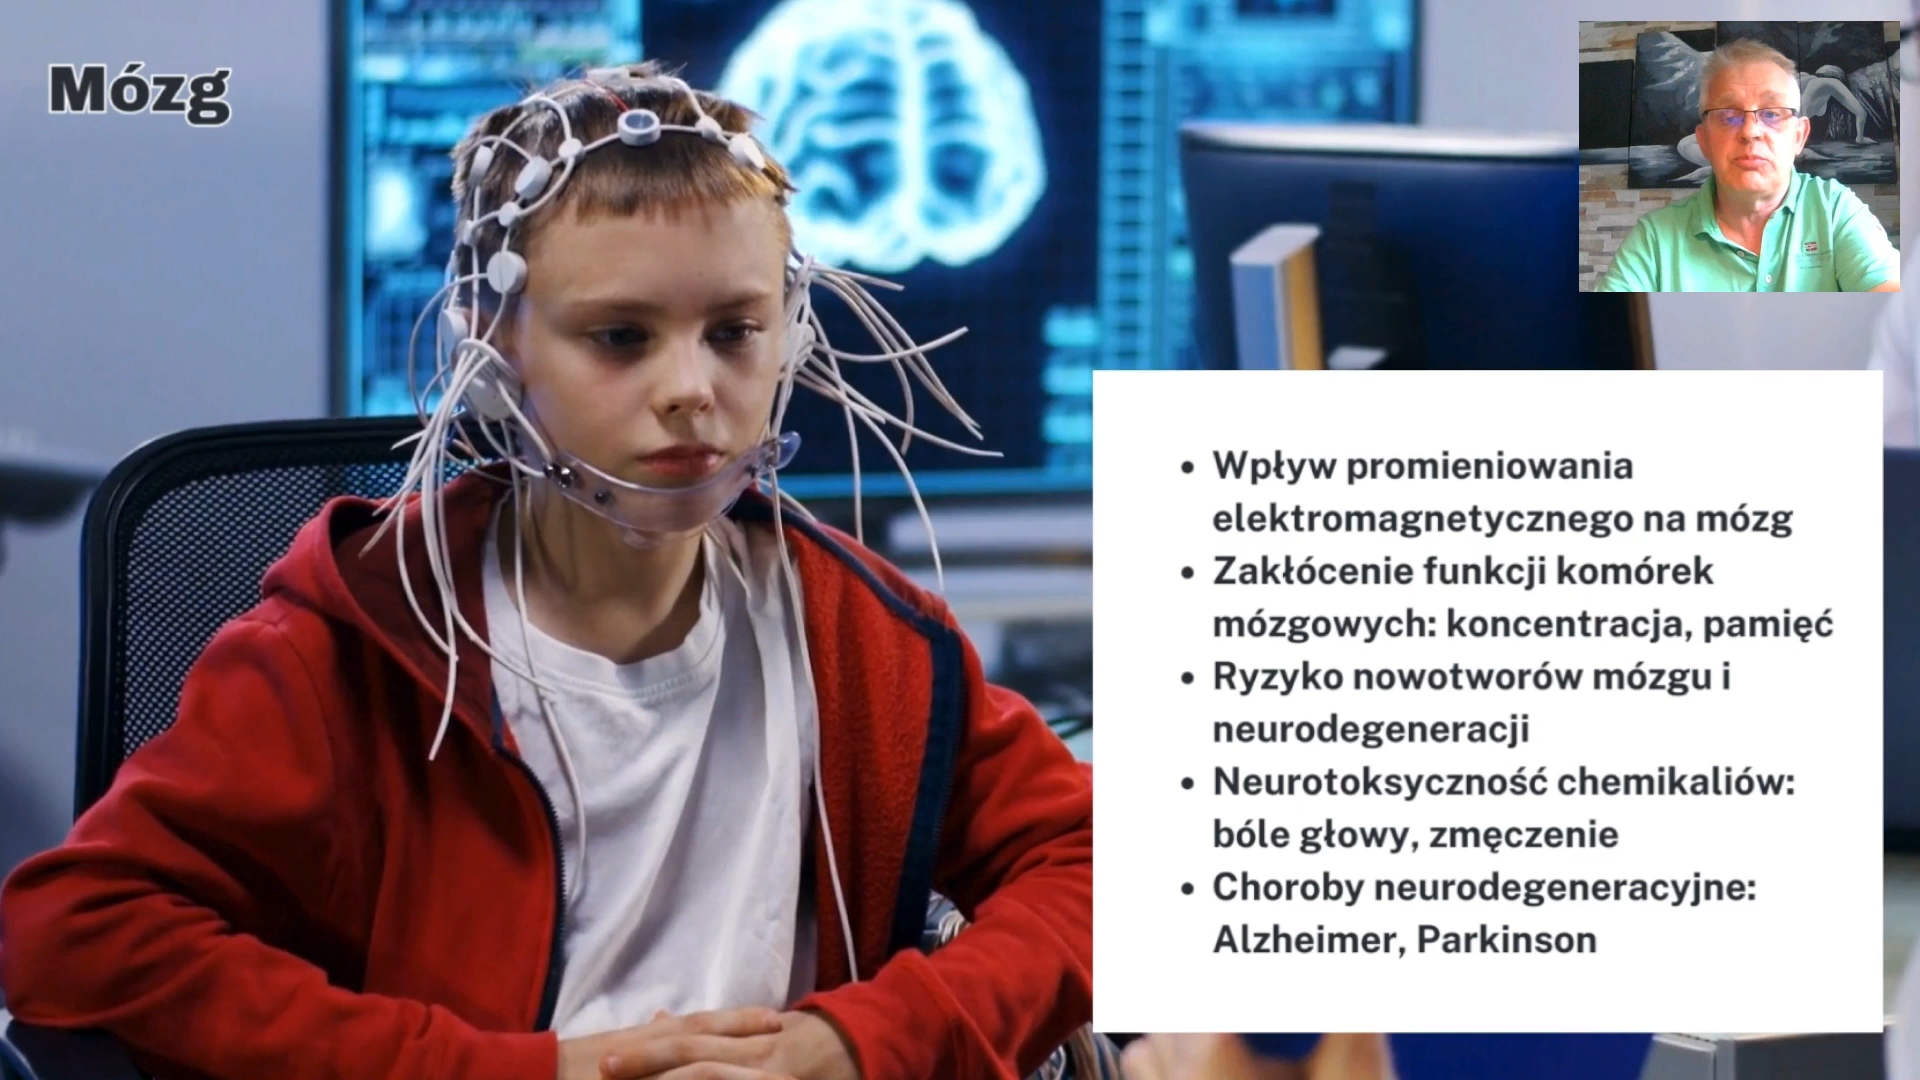 Mózg
• Wpływ promieniowania
elektromagnetycznego na mózg
• Zakłócenie funkcji komórek
mózgowych: koncentracja, pamięć
• Ryzyko nowotworów mózgu i
neurodegeneracji
• Neurotoksyczność chemikaliów:
bóle głowy, zmęczenie
• Choroby neurodegeneracyjne:
Alzheimer, Parkinson